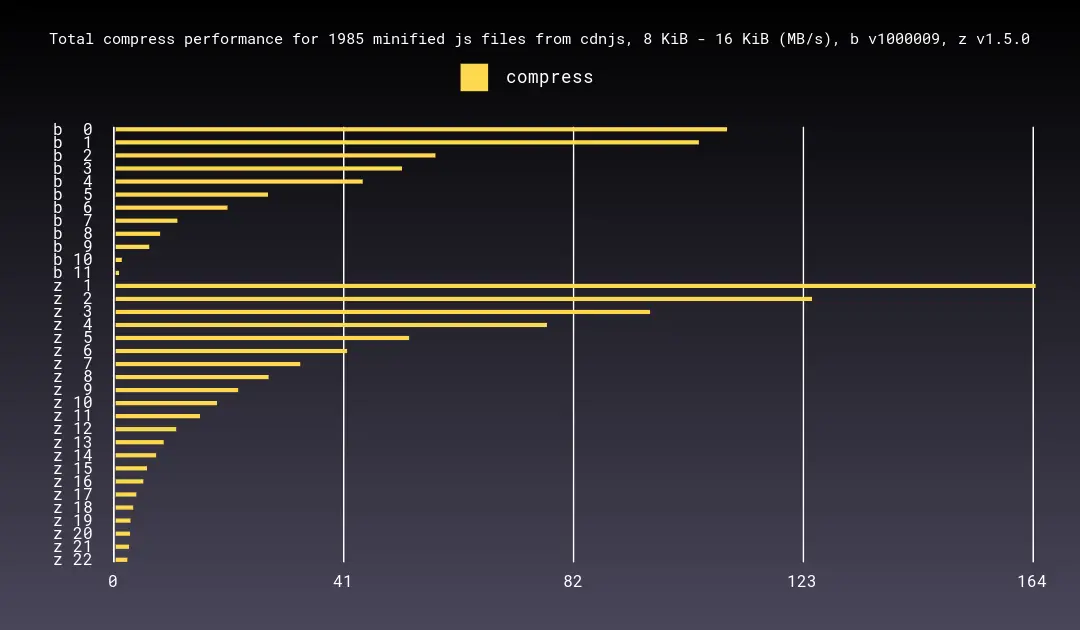 Total compress performance for 1985 minified js files from cdnjs, 8 KiB - 16 KiB (MB/s), b v1000009, z v1.5.0
compress
b 0
b 1
b 2
b 3
b 4
b 5
b 6
b 7
b 8
b 9
b 10
b 11
z 1
z 2
z 3
z 4
z 5
z 6
z 7
z 8
z 9
z 10
z 11
z 12
z 13
z 14
z 15
z 16
z 17
z 18
z 19
z 20
z 21
z 22
0 41 82 123 164